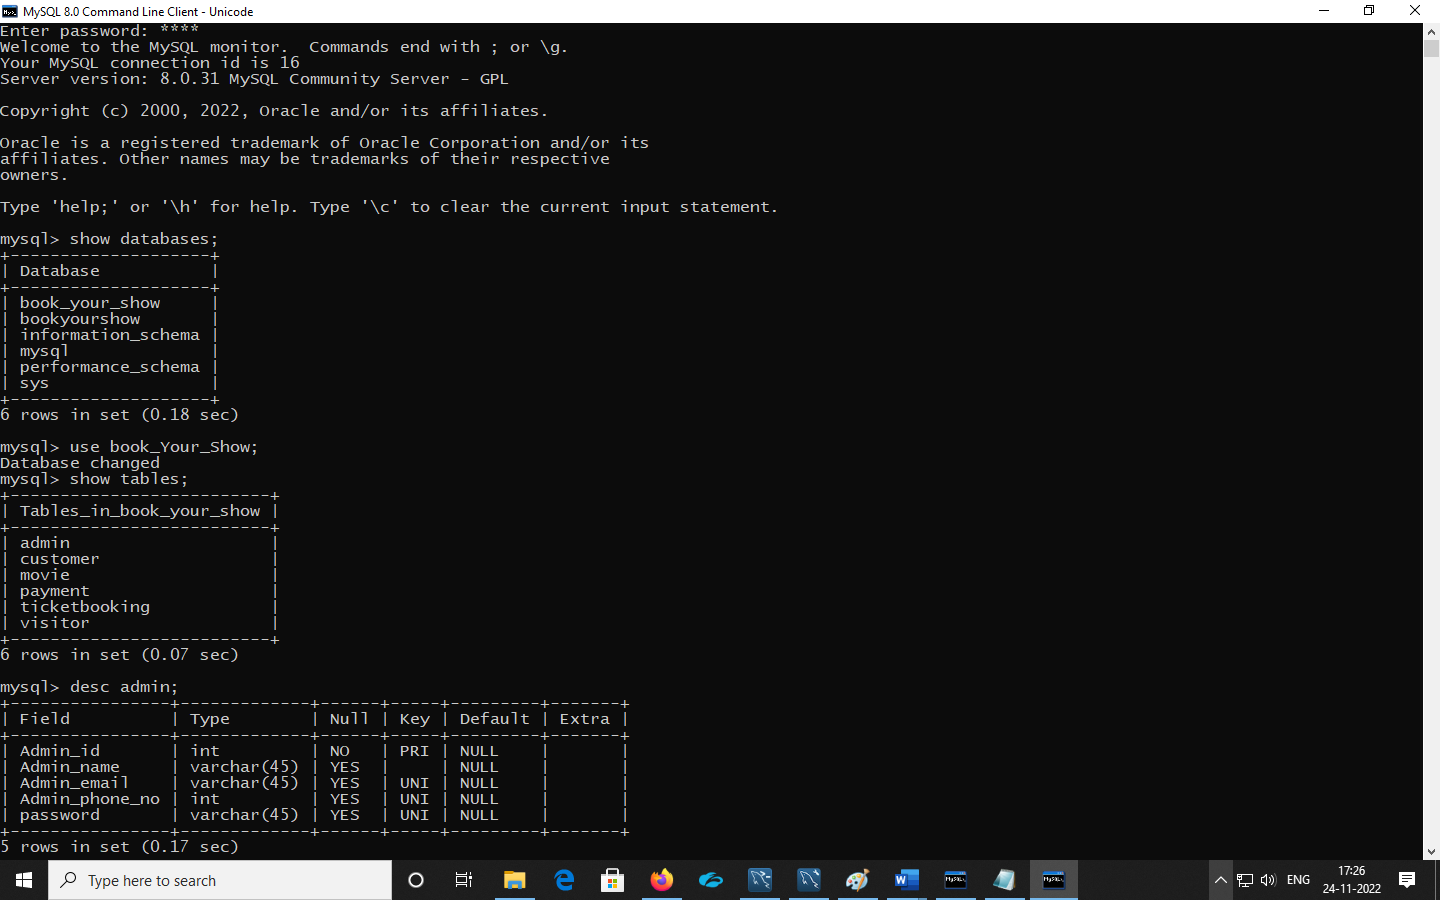 MySQL 8.0 Command Line Client - Unicode
Enter password: ****
Welcome to the MySQL monitor.  Commands end with ; or \g.
Your MySQL connection id is 16
Server version: 8.0.31 MySQL Community Server - GPL
Copyright (c) 2000, 2022, Oracle and/or its affiliates.
Oracle is a registered trademark of Oracle Corporation and/or its
affiliates. Other names may be trademarks of their respective
owners.
Type 'help;' or '\h' for help. Type '\c' to clear the current input statement.
mysql> show databases;
+--------------------+
| Database           |
+--------------------+
| book_your_show     |
| bookyourshow       |
| information_schema |
| mysql              |
| performance_schema |
| sys                |
+--------------------+
6 rows in set (0.18 sec)
mysql> use book_Your_Show;
Database changed
mysql> show tables;
+--------------------------+
| Tables_in_book_your_show |
+--------------------------+
| admin                    |
| customer                 |
| movie                    |
| payment                  |
| ticketbooking            |
| visitor                  |
+--------------------------+
6 rows in set (0.07 sec)
mysql> desc admin;
+----------------+-------------+------+-----+---------+-------+
| Field          | Type        | Null | Key | Default | Extra |
+----------------+-------------+------+-----+---------+-------+
| Admin_id       | int         | NO   | PRI | NULL    |       |
| Admin_name     | varchar(45) | YES  |     | NULL    |       |
| Admin_email    | varchar(45) | YES  | UNI | NULL    |       |
| Admin_phone_no | int         | YES  | UNI | NULL    |       |
| password       | varchar(45) | YES  | UNI | NULL    |       |
+----------------+-------------+------+-----+---------+-------+
5 rows in set (0.17 sec)
Type here to search
ENG
17:26
24-11-2022